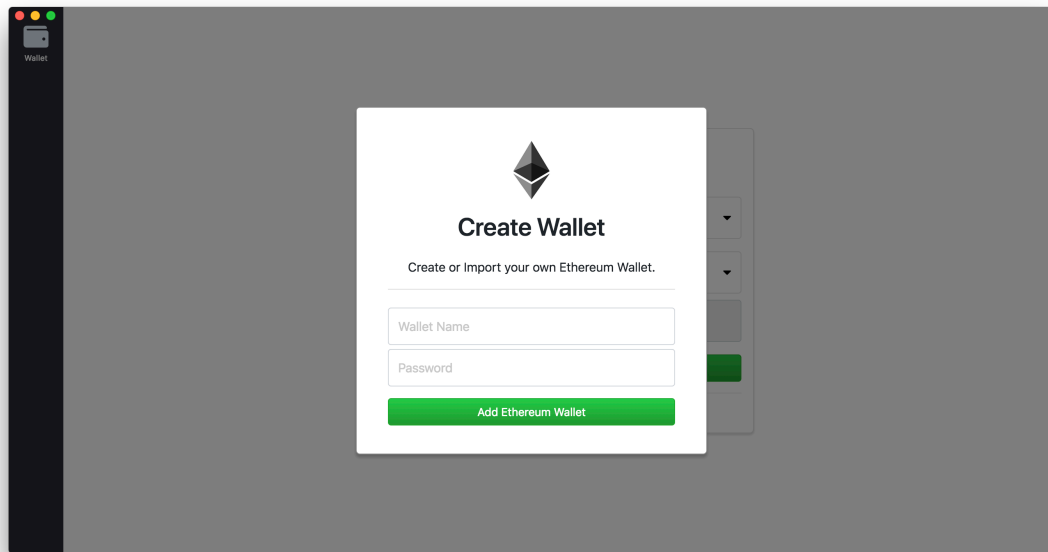 Wallet
Create Wallet
Create or Import your own Ethereum Wallet.
Wallet Name
Password
Add Ethereum Wallet